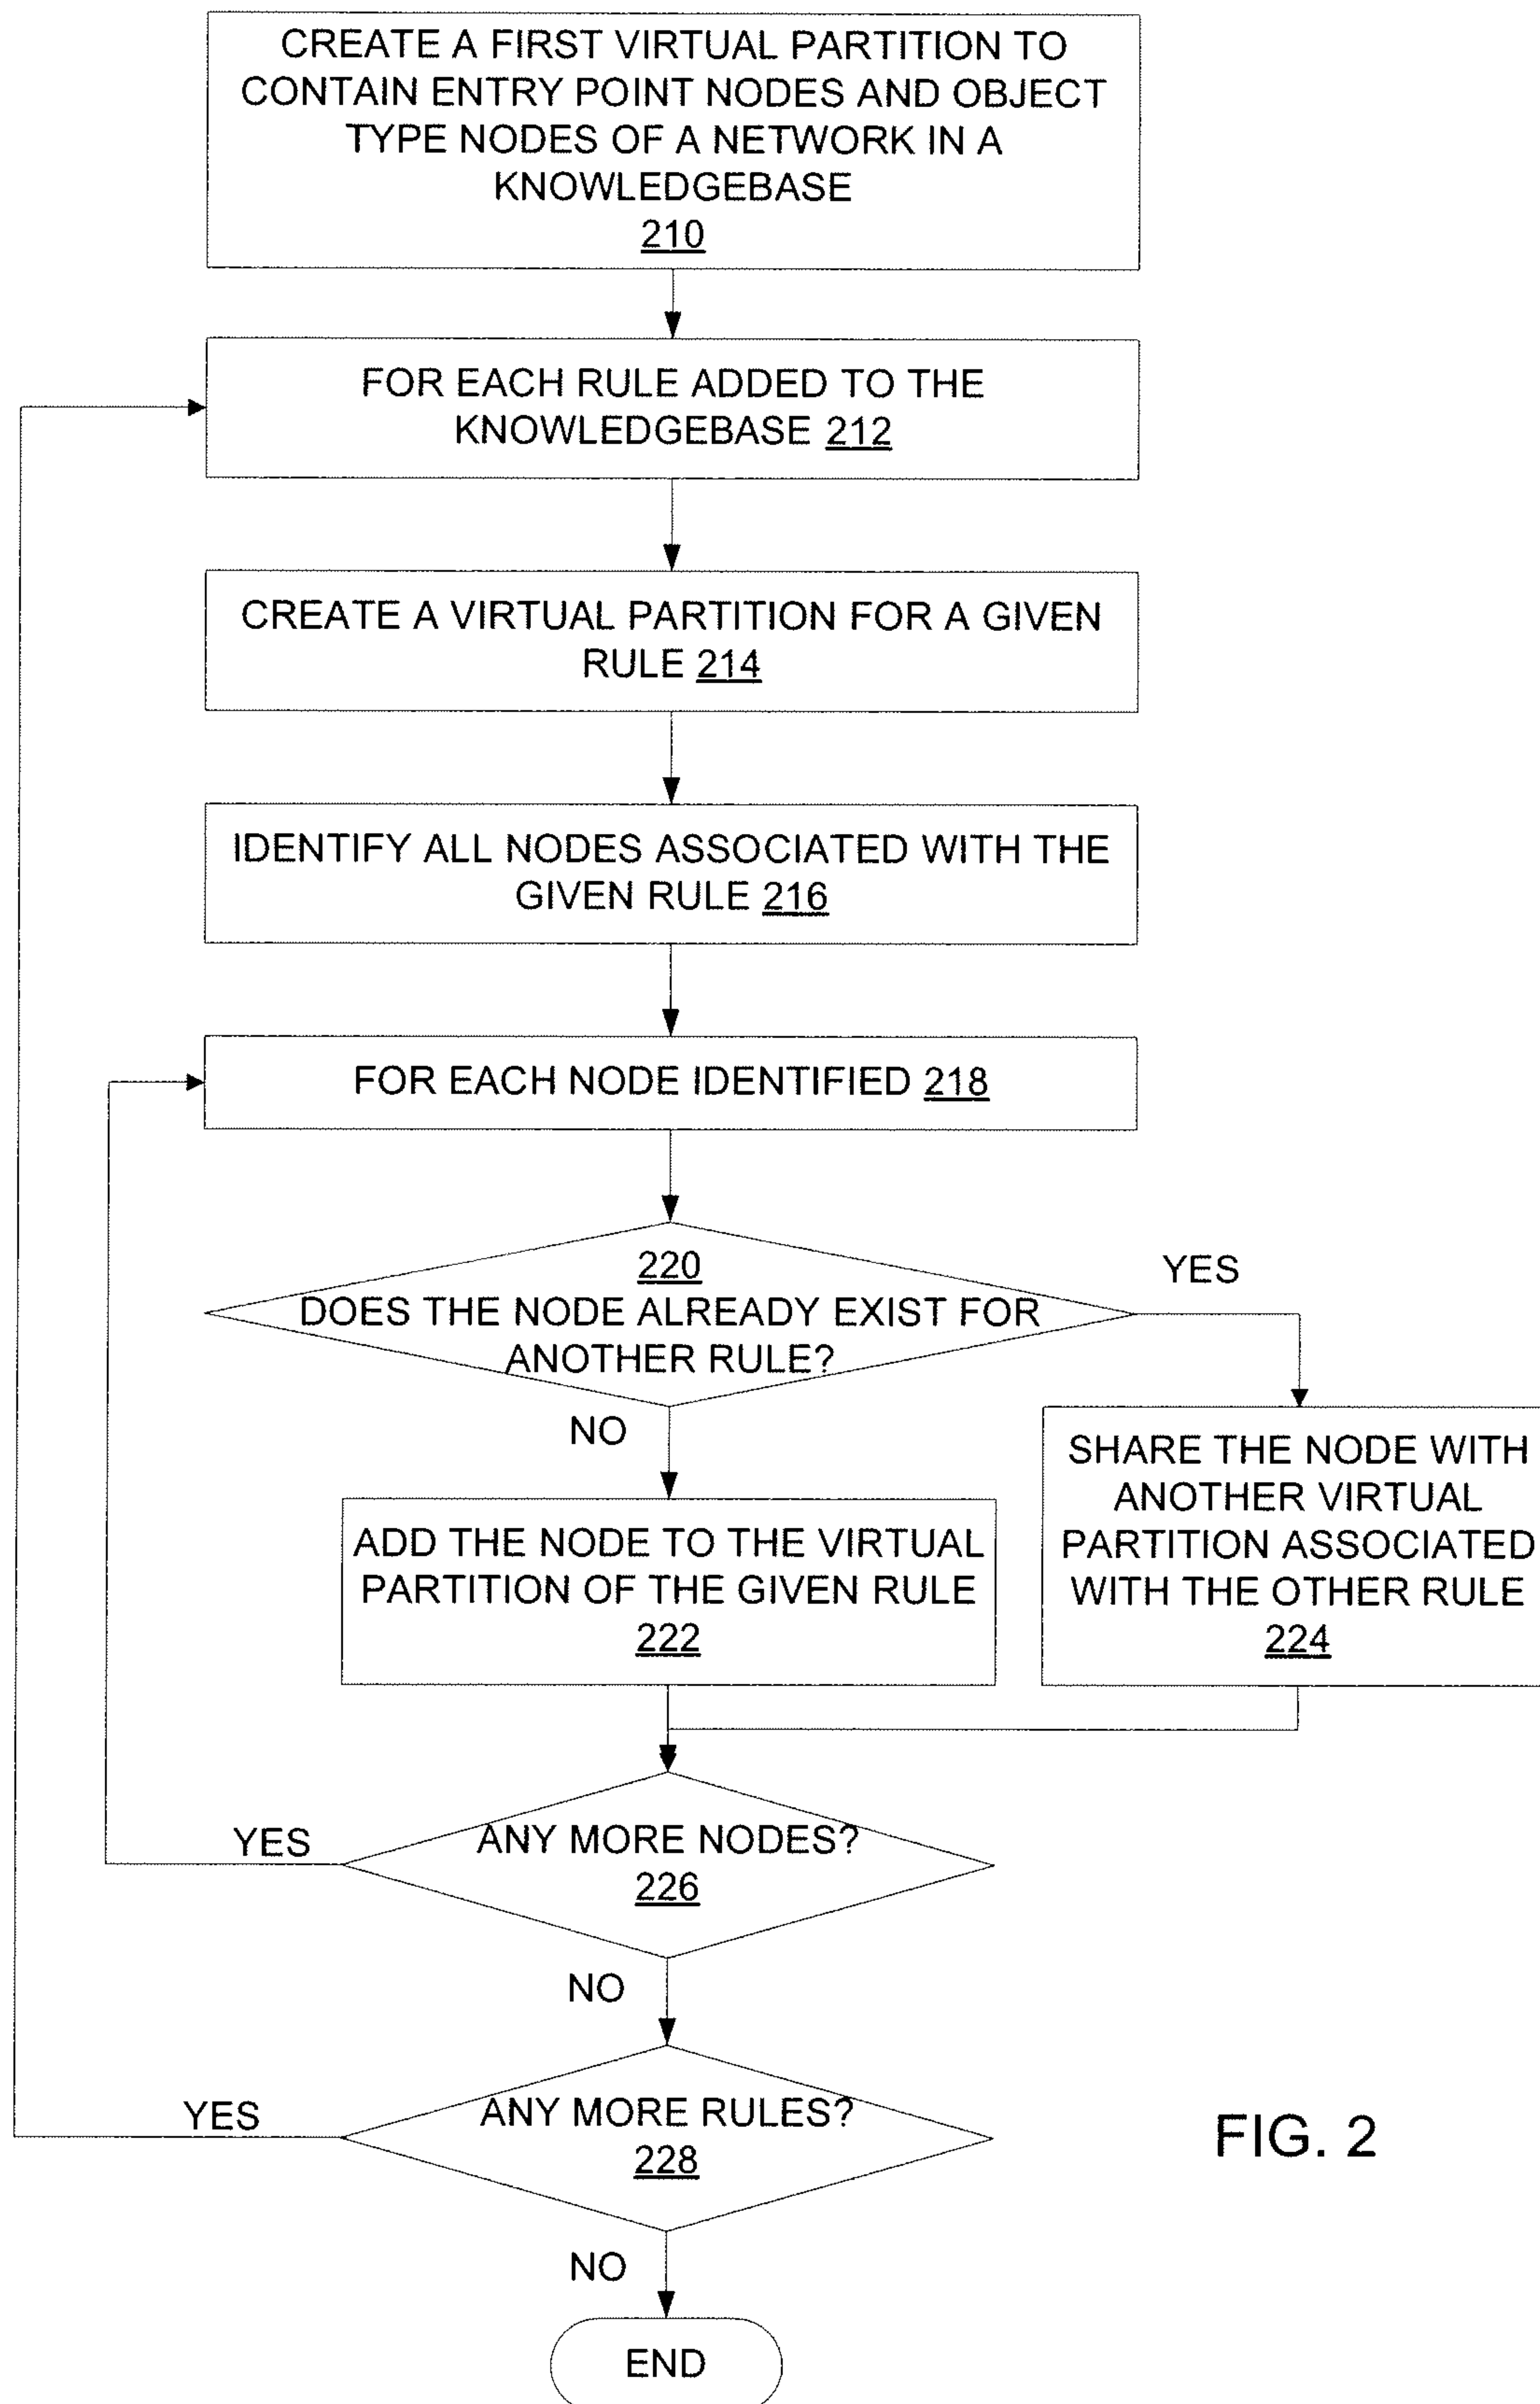 CREATE A FIRST VIRTUAL PARTITION TO
CONTAIN ENTRY POINT NODES AND OBJECT
TYPE NODES OF A NETWORK IN A
KNOWLEDGEBASE
210
FOR EACH RULE ADDED TO THE
KNOWLEDGEBASE 212
CREATE A VIRTUAL PARTITION FOR A GIVEN
RULE 214
IDENTIFY ALL NODES ASSOCIATED WITH THE
GIVEN RULE 216
FOR EACH NODE IDENTIFIED 218
220
DOES THE NODE ALREADY EXIST FOR
ANOTHER RULE?
YES
NO
SHARE THE NODE WITH
ANOTHER VIRTUAL
PARTITION ASSOCIATED
WITH THE OTHER RULE
224
ADD THE NODE TO THE VIRTUAL
PARTITION OF THE GIVEN RULE
222
ANY MORE NODES?
226
YES
NO
ANY MORE RULES?
228
YES
NO
END
FIG. 2